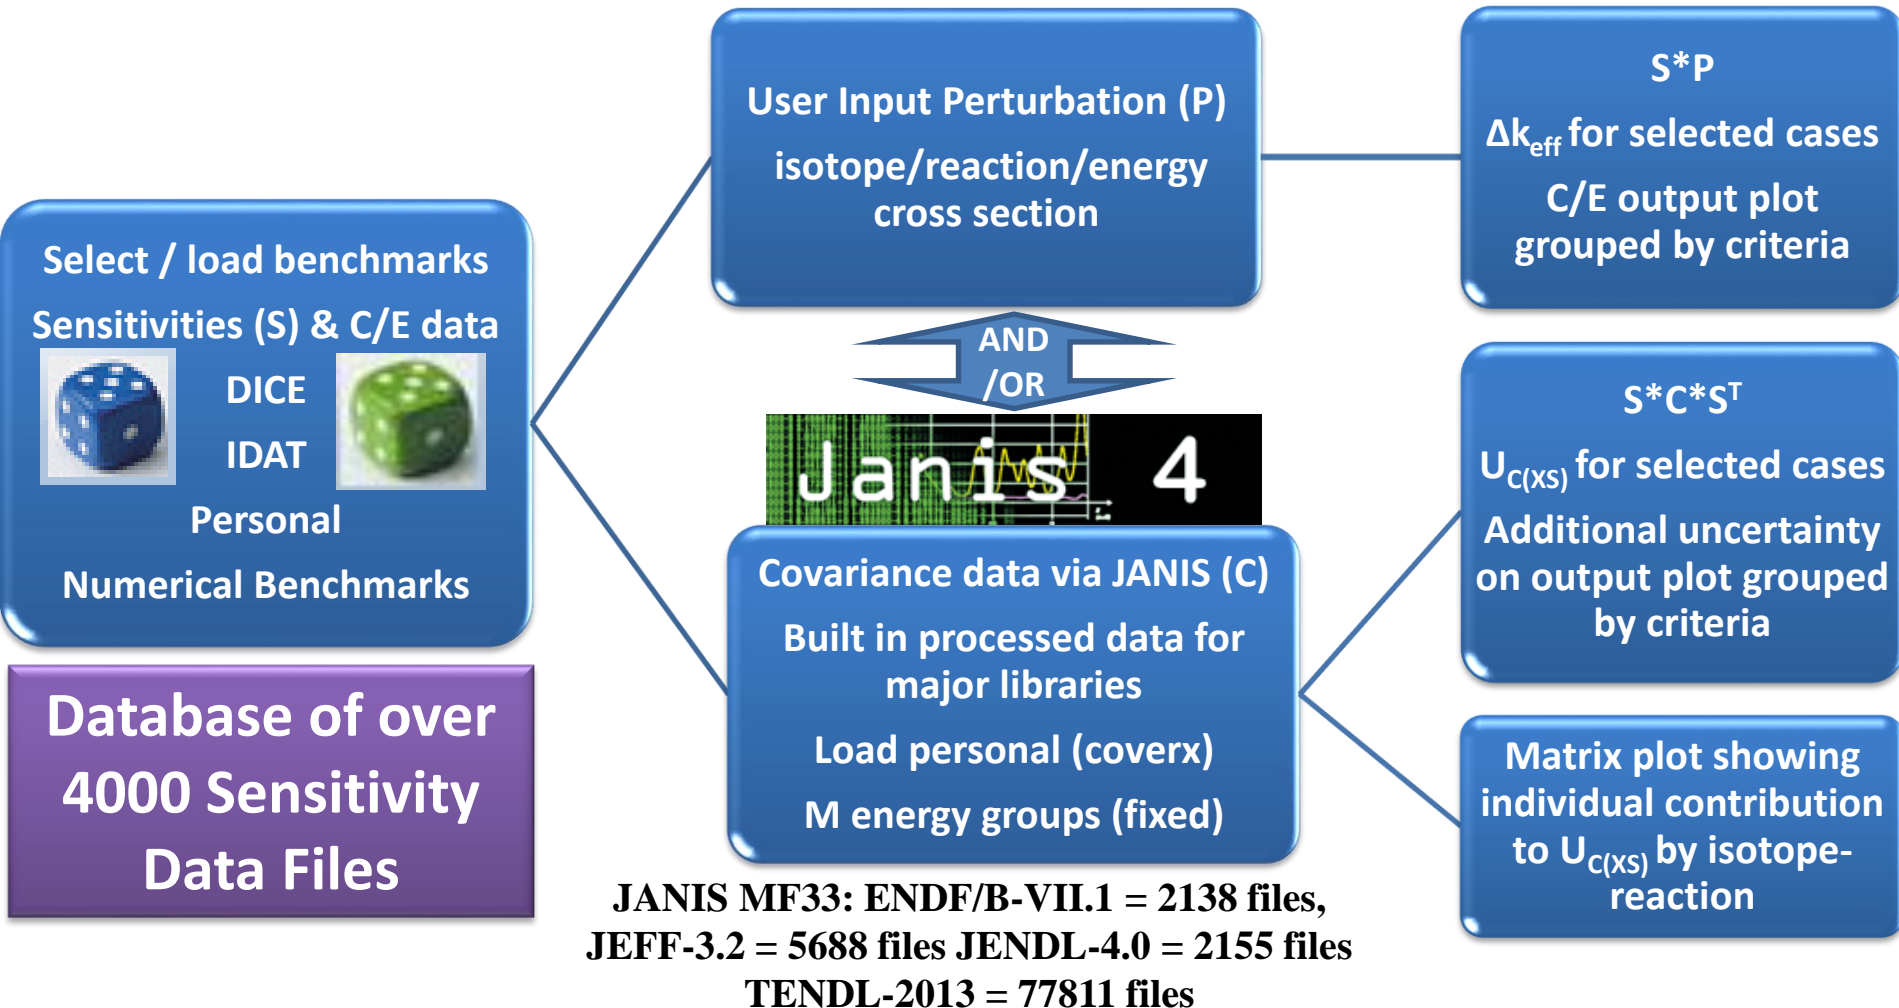 Select / load benchmarks
Sensitivities (S) & C/E data
DICE
IDAT
Personal
Numerical Benchmarks
Database of over
4000 Sensitivity
Data Files
User Input Perturbation (P)
isotope/reaction/energy
cross section
AND
/OR
Janis 4
Covariance data via JANIS (C)
Built in processed data for
major libraries
Load personal (coverx)
M energy groups (fixed)
JANIS MF33: ENDF/B-VII.1 = 2138 files,
JEFF-3.2 = 5688 files JENDL-4.0 = 2155 files
TENDL-2013 = 77811 files
S*P
Δk_eff for selected cases
C/E output plot
grouped by criteria
S*C*S^T
U_C(XS) for selected cases
Additional uncertainty
on output plot grouped
by criteria
Matrix plot showing
individual contribution
to U_C(XS) by isotope-
reaction